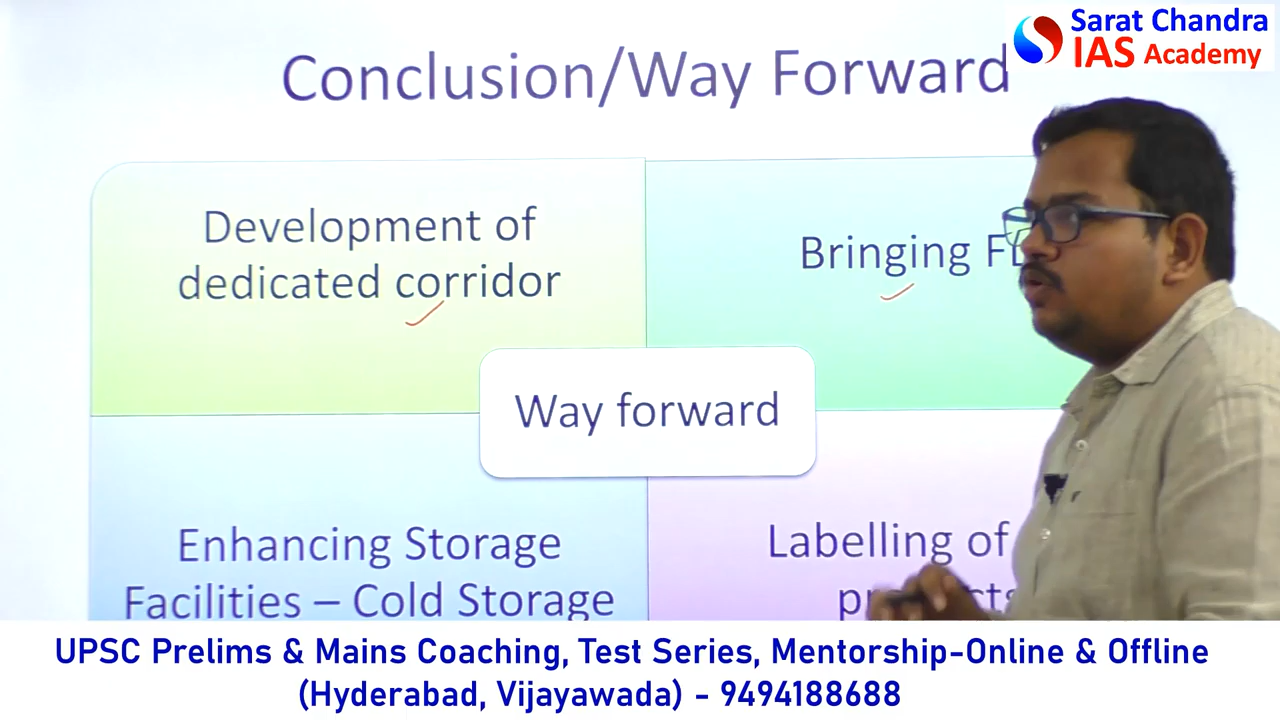 Sarat Chandra
IAS Academy
Conclusion/Way Forward
Development of
dedicated corridor
Bringing
Way forward
Enhancing Storage
Facilities – Cold Storage
Labelling of
UPSC Prelims & Mains Coaching, Test Series, Mentorship-Online & Offline
(Hyderabad, Vijayawada) - 9494188688